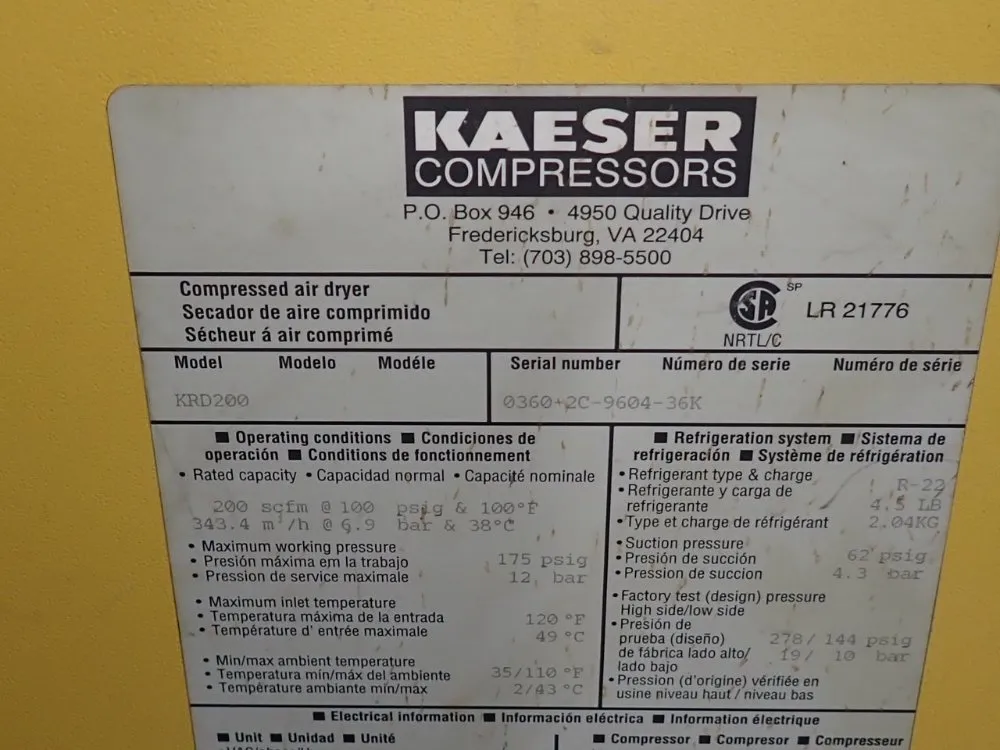 KAESER
COMPRESSORS
P.O. Box 946 • 4950 Quality Drive
Fredericksburg, VA 22404
Tel: (703) 898-5500
Compressed air dryer
Secador de aire comprimido
Sécheur á air comprimé
SA SP LR 21776
NRTL/C
Model Modelo Modéle
KRD200
Serial number Número de serie Numéro de série
0360+2C-9604-36K
■ Operating conditions ■ Condiciones de
operación ■ Conditions de fonctionnement
• Rated capacity • Capacidad normal • Capacité nominale
200 scfm @ 100 psig & 100°F
343.4 m³/h @ 6.9 bar & 38°C
• Maximum working pressure
• Presión máxima em la trabajo 175 psig
• Pression de service maximale 12 bar
• Maximum inlet temperature
• Temperatura máxima de la entrada 120 °F
• Température d' entrée maximale 49 °C
• Min/max ambient temperature
• Temperatura mín/máx del ambiente 35/110 °F
• Température ambiante min/max 2/43 °C
■ Refrigeration system ■ Sistema de
refrigeración ■ Système de réfrigération
• Refrigerant type & charge R-22
• Refrigerante y carga de
refrigerante 4.5 LB
• Type et charge de réfrigérant 2.04KG
• Suction pressure
• Presión de succión 62 psig
• Pression de succion 4.3 bar
• Factory test (design) pressure
High side/low side
• Presión de
prueba (diseño) 278/ 144 psig
de fábrica lado alto/ 19/ 10 bar
lado bajo
• Pression (d'origine) vérifiée en
usine niveau haut / niveau bas
■ Electrical information ■ Información eléctrica ■ Information électrique
■ Unit ■ Unidad ■ Unité
■ Compressor ■ Compresor ■ Compresseur